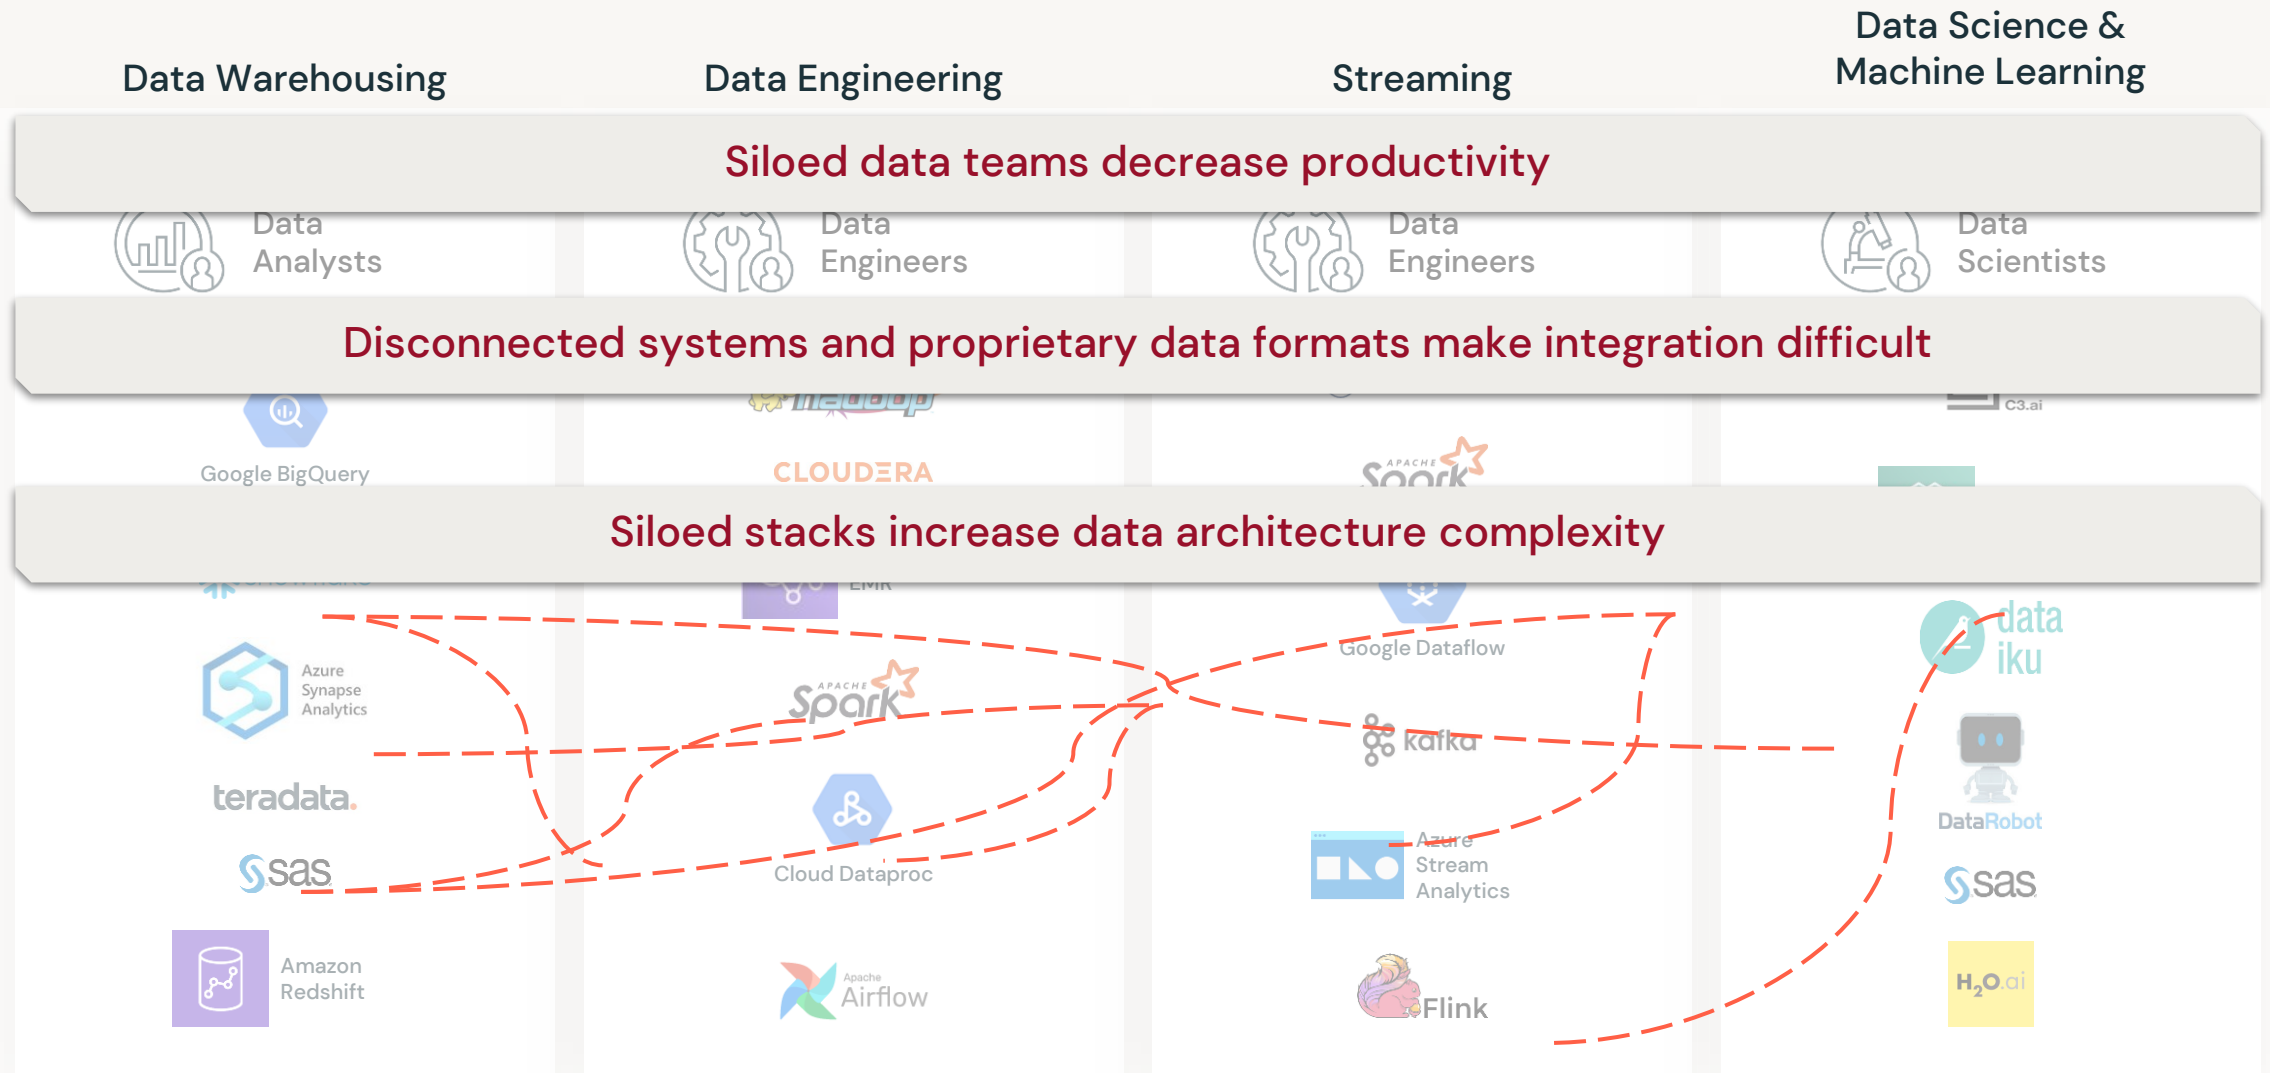 Data Warehousing
Data Engineering
Streaming
Data Science &
Machine Learning
Siloed data teams decrease productivity
Data
Analysts
Data
Engineers
Data
Engineers
Data
Scientists
Disconnected systems and proprietary data formats make integration difficult
Google BigQuery
hadoop
CLOUDERA
APACHE
Spark
C3.ai
Siloed stacks increase data architecture complexity
Azure
Synapse
Analytics
teradata.
sas
Amazon
Redshift
EMR
APACHE
Spark
Cloud Dataproc
Apache
Airflow
Google Dataflow
kafka
Azure
Stream
Analytics
Flink
data
iku
DataRobot
sas
H2O.ai